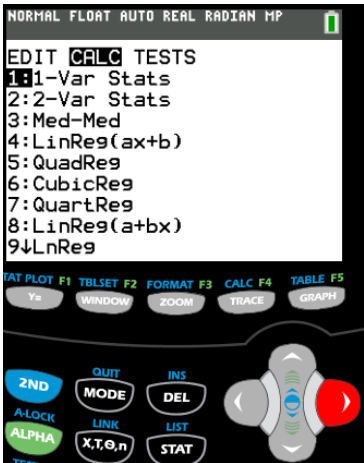 NORMAL FLOAT AUTO REAL RADIAN MP
EDIT CALC TESTS
1:1-Var Stats
2:2-Var Stats
3:Med-Med
4:LinReg(ax+b)
5:QuadReg
6:CubicReg
7:QuartReg
8:LinReg(a+bx)
9↓LnReg
TAT PLOT F1 TBLSET F2 FORMAT F3 CALC F4 TABLE F5
Y= WINDOW ZOOM TRACE GRAPH
QUIT INS
2ND MODE DEL
A-LOCK LINK LIST
ALPHA X,T,Θ,n STAT